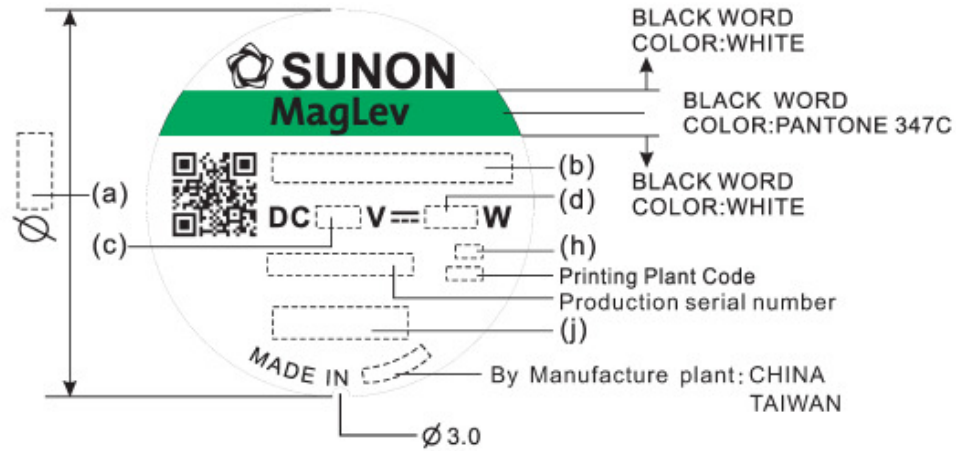 BLACK WORD
COLOR:WHITE
SUNON
MagLev
BLACK WORD
COLOR:PANTONE 347C
(a)
Ø
(b)
BLACK WORD
COLOR:WHITE
DC V⎓ W
(d)
(c)
(h)
Printing Plant Code
Production serial number
(j)
MADE IN
By Manufacture plant: CHINA
TAIWAN
Ø 3.0